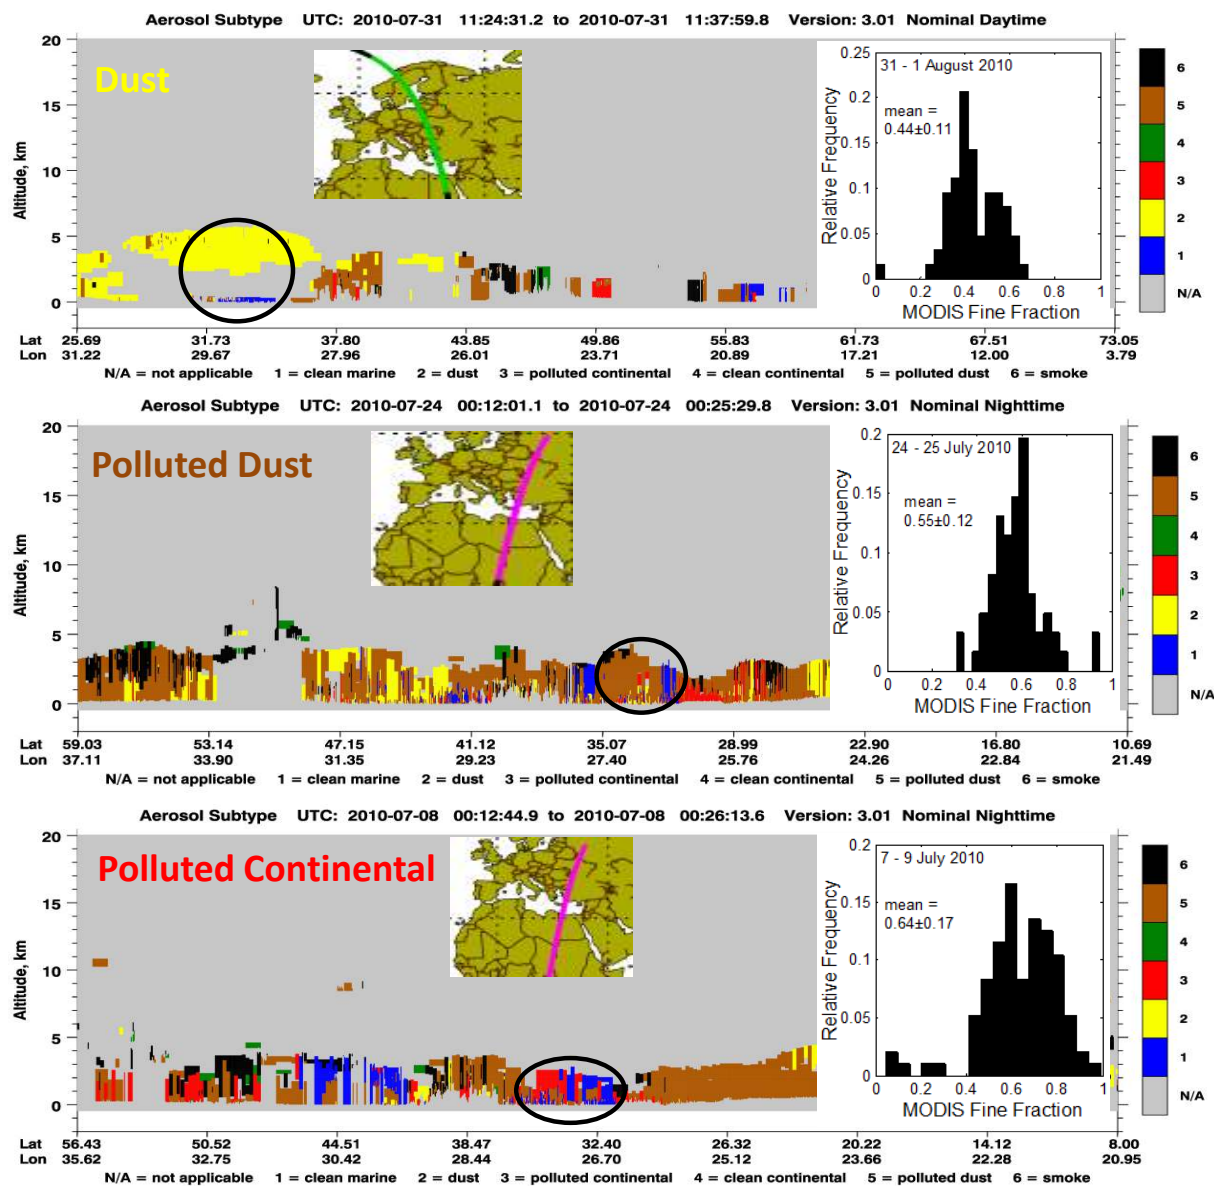 Aerosol Subtype UTC: 2010-07-31 11:24:31.2 to 2010-07-31 11:37:59.8 Version: 3.01 Nominal Daytime
20
15
10
5
0
Altitude, km
Dust
0.25
0.2
0.15
0.1
0.05
Relative Frequency
31 - 1 August 2010
mean =
0.44±0.11
0 0.2 0.4 0.6 0.8 1
MODIS Fine Fraction
6
5
4
3
2
1
N/A
Lat 25.69 31.73 37.80 43.85 49.86 55.83 61.73 67.51 73.05
Lon 31.22 29.67 27.96 26.01 23.71 20.89 17.21 12.00 3.79
N/A = not applicable 1 = clean marine 2 = dust 3 = polluted continental 4 = clean continental 5 = polluted dust 6 = smoke
Aerosol Subtype UTC: 2010-07-24 00:12:01.1 to 2010-07-24 00:25:29.8 Version: 3.01 Nominal Nighttime
20
15
10
5
0
Altitude, km
Polluted Dust
0.2
0.15
0.1
0.05
0
Relative Frequency
24 - 25 July 2010
mean =
0.55±0.12
0 0.2 0.4 0.6 0.8 1
MODIS Fine Fraction
6
5
4
3
2
1
N/A
Lat 59.03 53.14 47.15 41.12 35.07 28.99 22.90 16.80 10.69
Lon 37.11 33.90 31.35 29.23 27.40 25.76 24.26 22.84 21.49
N/A = not applicable 1 = clean marine 2 = dust 3 = polluted continental 4 = clean continental 5 = polluted dust 6 = smoke
Aerosol Subtype UTC: 2010-07-08 00:12:44.9 to 2010-07-08 00:26:13.6 Version: 3.01 Nominal Nighttime
20
15
10
5
0
Altitude, km
Polluted Continental
0.2
0.15
0.1
0.05
0
Relative Frequency
7 - 9 July 2010
mean =
0.64±0.17
0 0.2 0.4 0.6 0.8 1
MODIS Fine Fraction
6
5
4
3
2
1
N/A
Lat 56.43 50.52 44.51 38.47 32.40 26.32 20.22 14.12 8.00
Lon 35.62 32.75 30.42 28.44 26.70 25.12 23.66 22.28 20.95
N/A = not applicable 1 = clean marine 2 = dust 3 = polluted continental 4 = clean continental 5 = polluted dust 6 = smoke